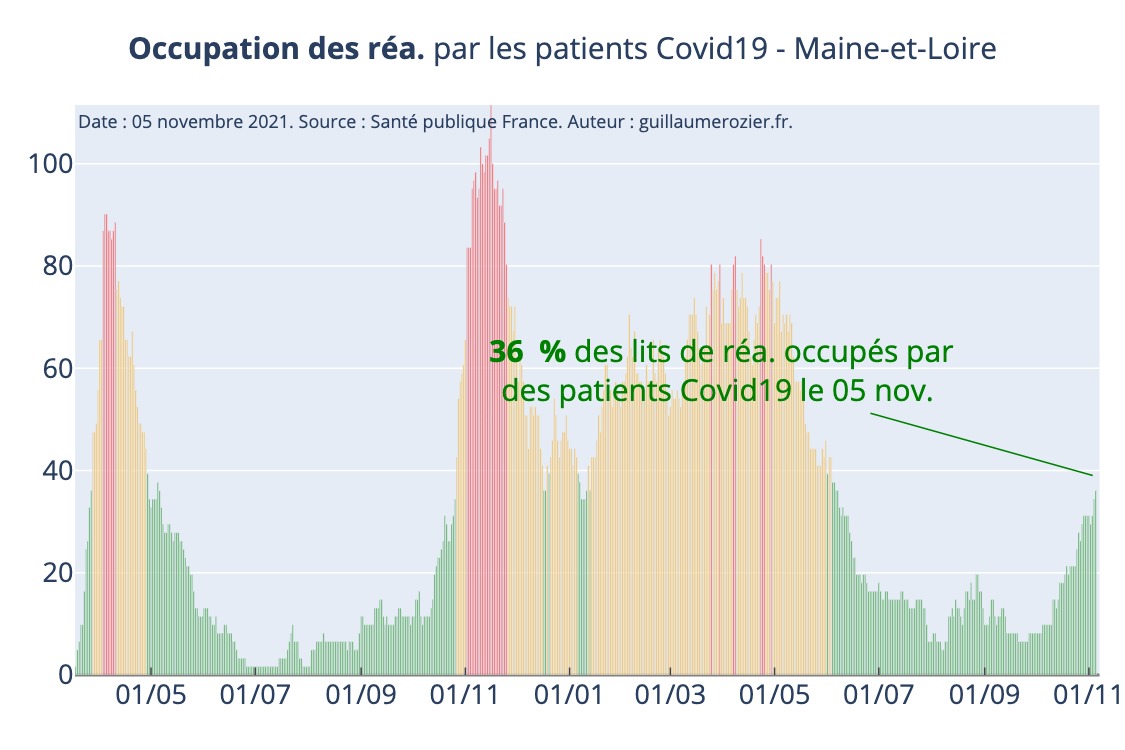 Occupation des réa. par les patients Covid19 - Maine-et-Loire
Date : 05 novembre 2021. Source : Santé publique France. Auteur : guillaumerozier.fr.
100
80
36 % des lits de réa. occupés par
60
des patients Covid19 le 05 nov.
40
20
0
01/05 01/07 01/09 01/11 01/01 01/03 01/05 01/07 01/09 01/11